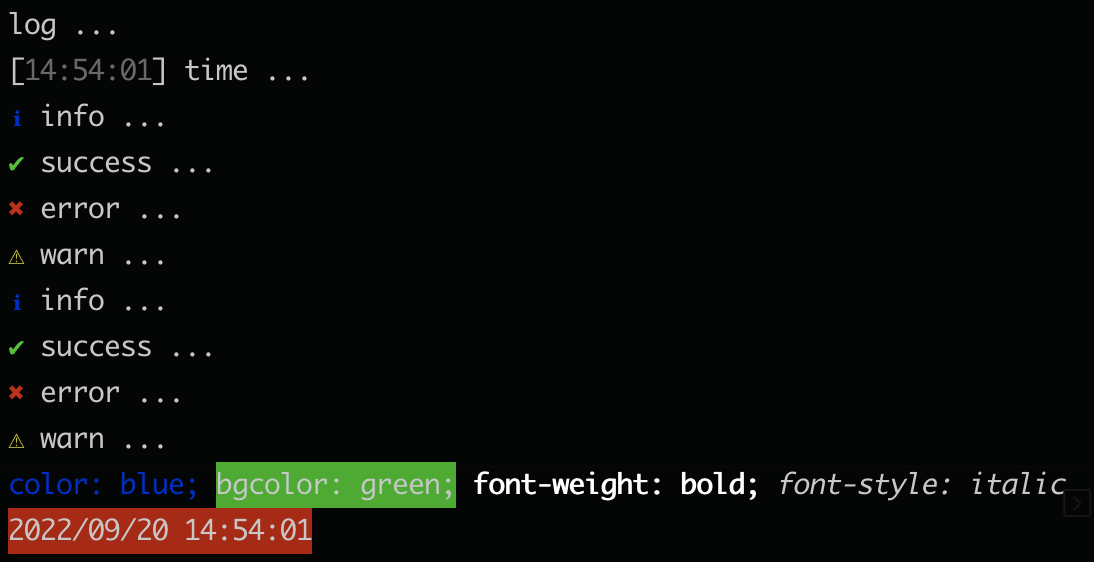 log ...
[14:54:01] time ...
ℹ info ...
✔ success ...
✖ error ...
⚠ warn ...
ℹ info ...
✔ success ...
✖ error ...
⚠ warn ...
color: blue; bgcolor: green; font-weight: bold; font-style: italic
2022/09/20 14:54:01